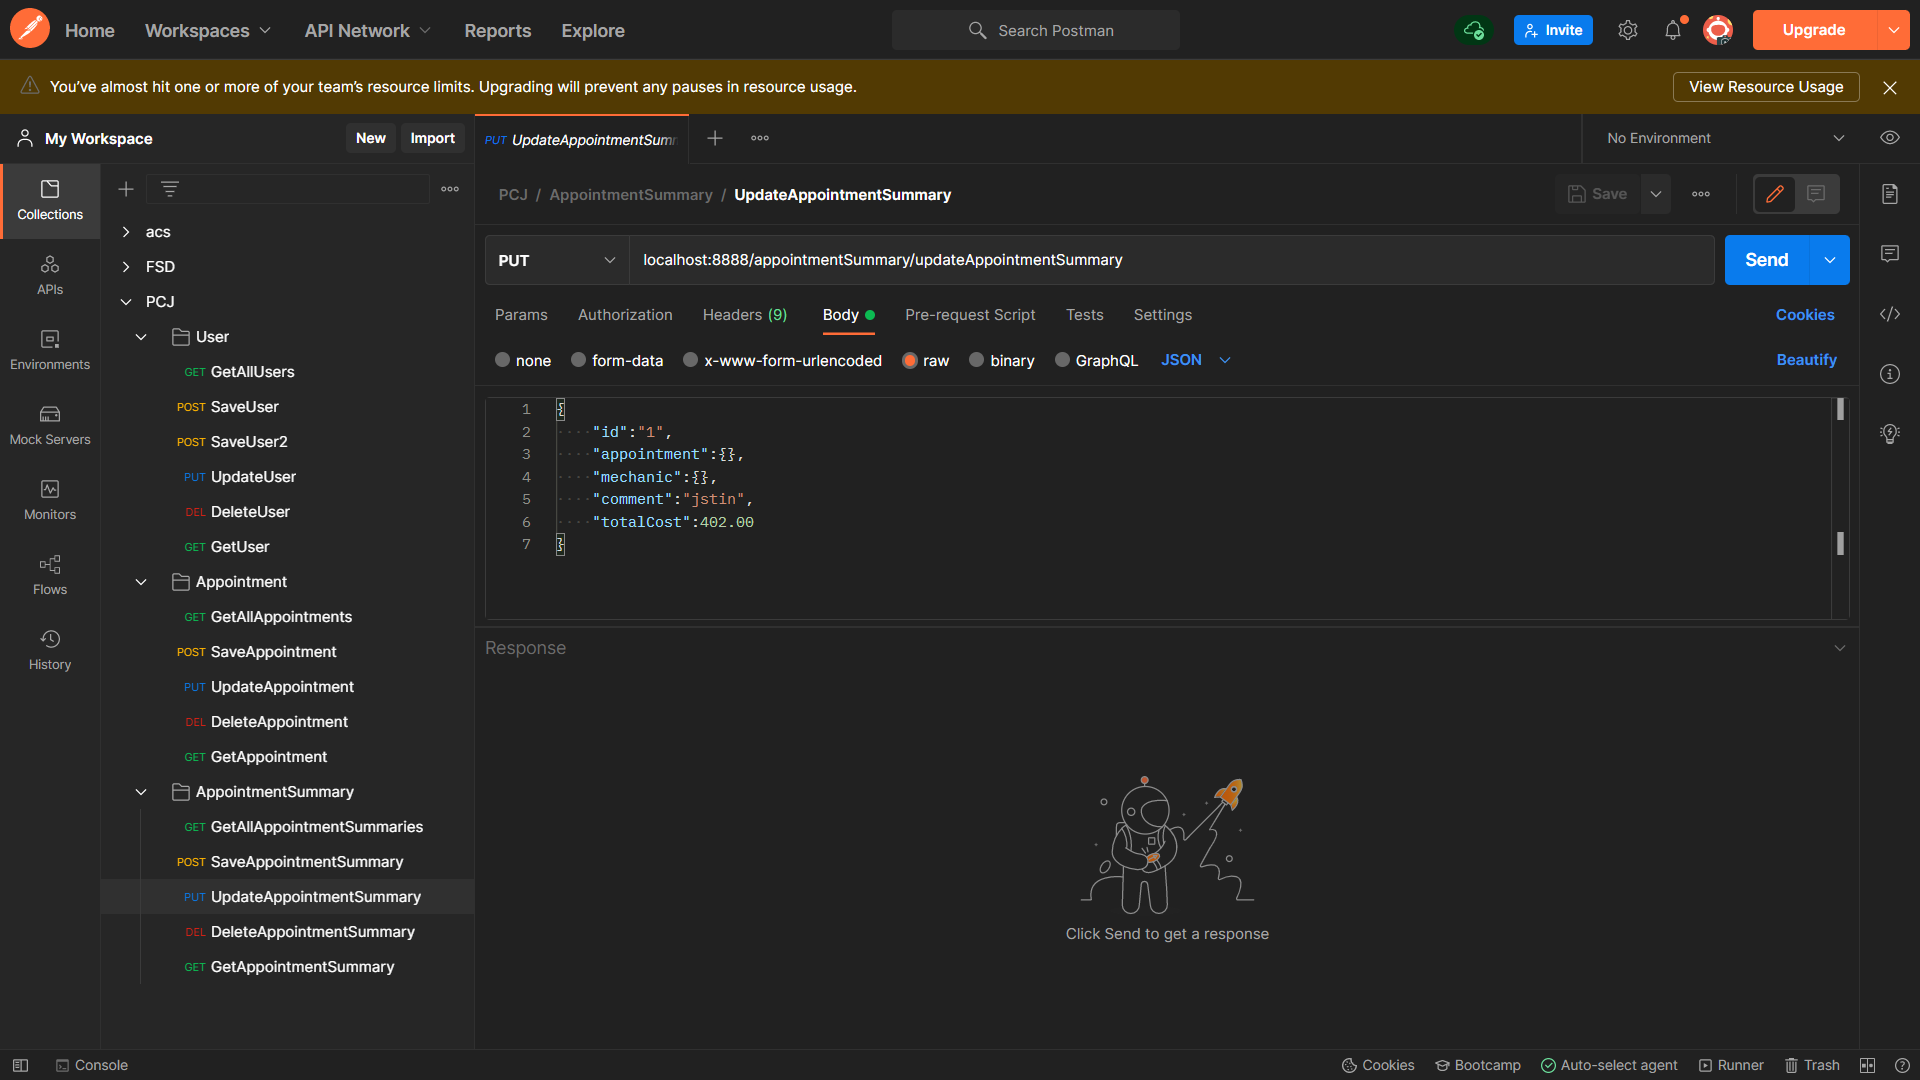 Home
Workspaces
API Network
Reports
Explore
Search Postman
Invite
Upgrade
You've almost hit one or more of your team's resource limits. Upgrading will prevent any pauses in resource usage.
View Resource Usage
My Workspace
New
Import
PUT UpdateAppointmentSum
No Environment
Collections
APIs
Environments
Mock Servers
Monitors
Flows
History
acs
FSD
PCJ
User
GET GetAllUsers
POST SaveUser
POST SaveUser2
PUT UpdateUser
DEL DeleteUser
GET GetUser
Appointment
GET GetAllAppointments
POST SaveAppointment
PUT UpdateAppointment
DEL DeleteAppointment
GET GetAppointment
AppointmentSummary
GET GetAllAppointmentSummaries
POST SaveAppointmentSummary
PUT UpdateAppointmentSummary
DEL DeleteAppointmentSummary
GET GetAppointmentSummary
PCJ / AppointmentSummary / UpdateAppointmentSummary
Save
PUT
localhost:8888/appointmentSummary/updateAppointmentSummary
Send
Params
Authorization
Headers (9)
Body
Pre-request Script
Tests
Settings
Cookies
none
form-data
x-www-form-urlencoded
raw
binary
GraphQL
JSON
Beautify
1 {
2 "id":"1",
3 "appointment":{},
4 "mechanic":{},
5 "comment":"jstin",
6 "totalCost":402.00
7 }
Response
Click Send to get a response
Console
Cookies
Bootcamp
Auto-select agent
Runner
Trash